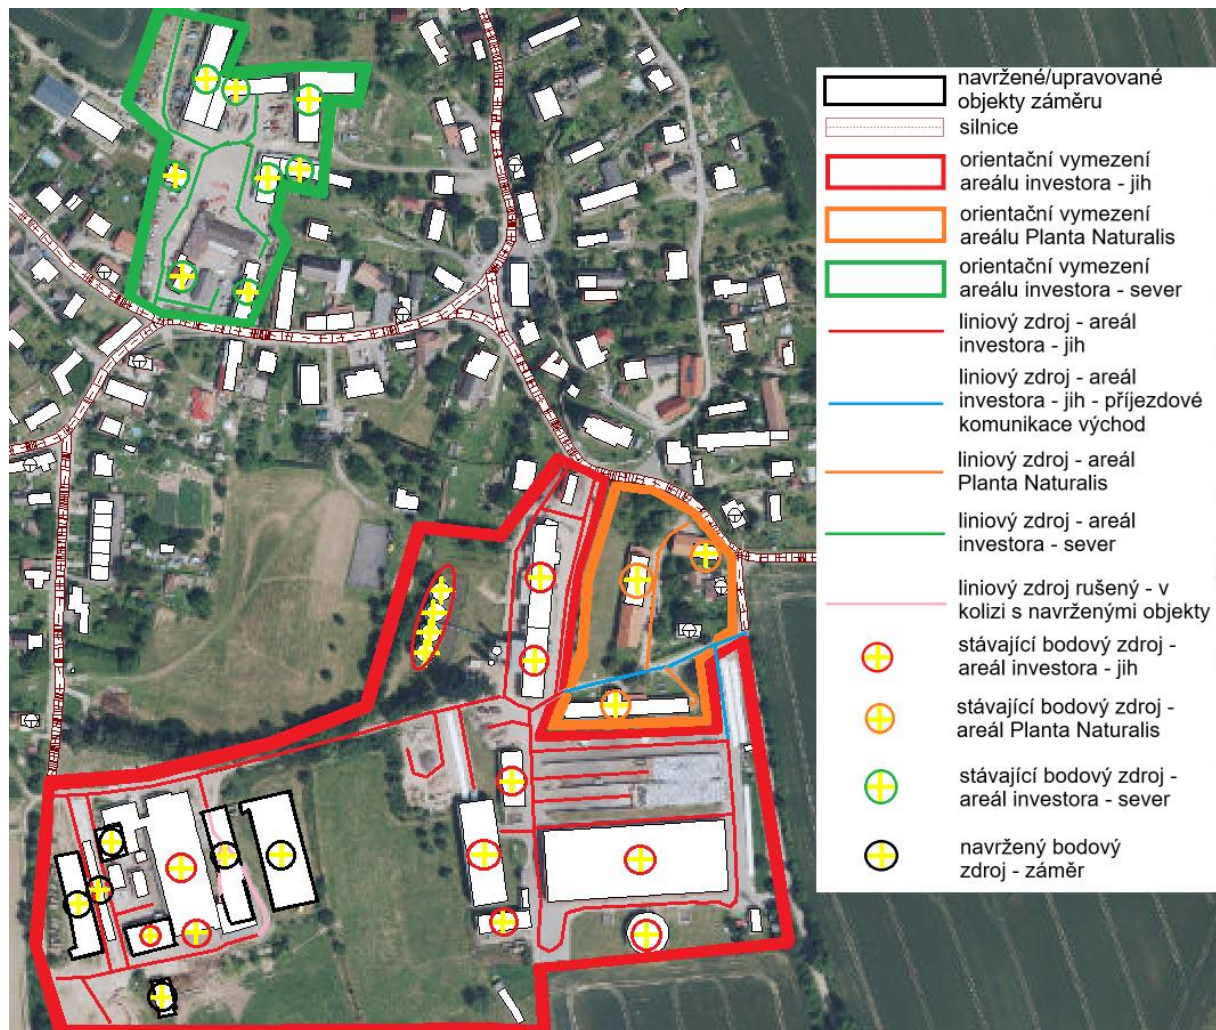 navržené/upravované
objekty záměru
silnice
orientační vymezení
areálu investora - jih
orientační vymezení
areálu Planta Naturalis
orientační vymezení
areálu investora - sever
liniový zdroj - areál
investora - jih
liniový zdroj - areál
investora - jih - příjezdové
komunikace východ
liniový zdroj - areál
Planta Naturalis
liniový zdroj - areál
investora - sever
liniový zdroj rušený - v
kolizi s navrženými objekty
stávající bodový zdroj -
areál investora - jih
stávající bodový zdroj -
areál Planta Naturalis
stávající bodový zdroj -
areál investora - sever
navržený bodový
zdroj - záměr